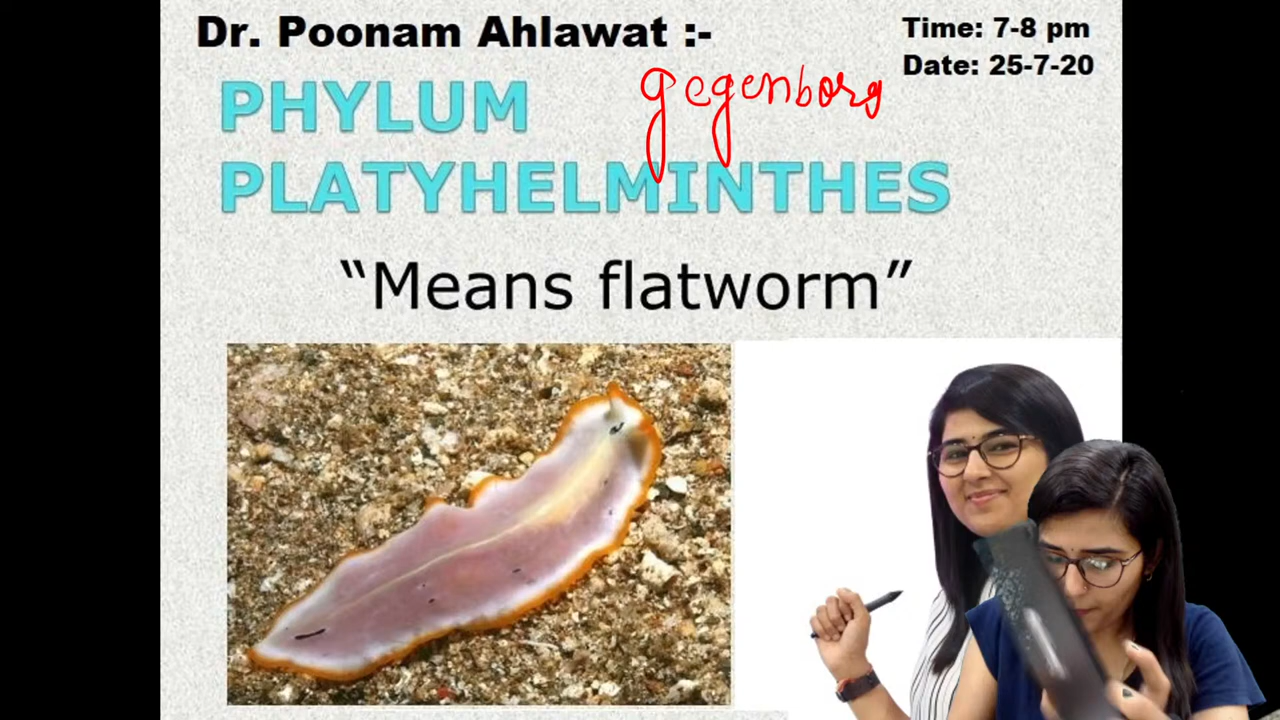 Dr. Poonam Ahlawat :-
Time: 7-8 pm
Date: 25-7-20
PHYLUM
gegenborg
PLATYHELMINTHES
“Means flatworm”